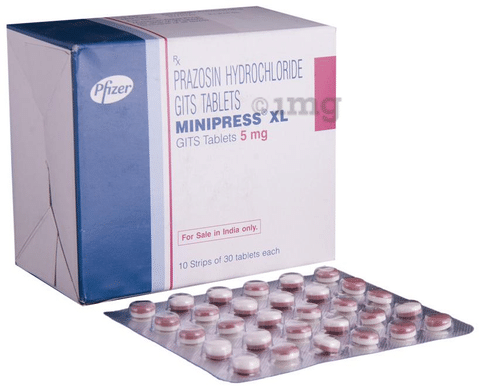 Pfizer
Rx
PRAZOSIN HYDROCHLORIDE
GITS TABLETS
©1mg
MINIPRESS® XL
GITS Tablets 5 mg
For Sale in India only.
10 Strips of 30 tablets each